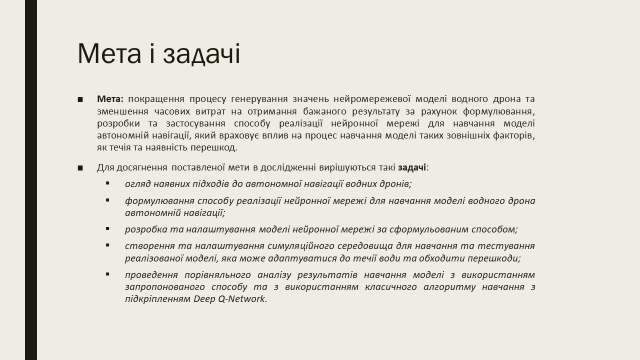 Мета і задачі
Мета: покращення процесу генерування значень нейромережевої моделі водного дрона та
зменшення часових витрат на отримання бажаного результату за рахунок формулювання,
розробки та застосування способу реалізації нейронної мережі для навчання моделі
автономній навігації, який враховує вплив на процес навчання моделі таких зовнішніх факторів,
як течія та наявність перешкод.
Для досягнення поставленої мети в дослідженні вирішуються такі задачі:
огляд наявних підходів до автономної навігації водних дронів;
формулювання способу реалізації нейронної мережі для навчання моделі водного дрона
автономній навігації;
розробка та налаштування моделі нейронної мережі за сформульованим способом;
створення та налаштування симуляційного середовища для навчання та тестування
реалізованої моделі, яка може адаптуватися до течії води та обходити перешкоди;
проведення порівняльного аналізу результатів навчання моделі з використанням
запропонованого способу та з використанням класичного алгоритму навчання з
підкріпленням Deep Q-Network.